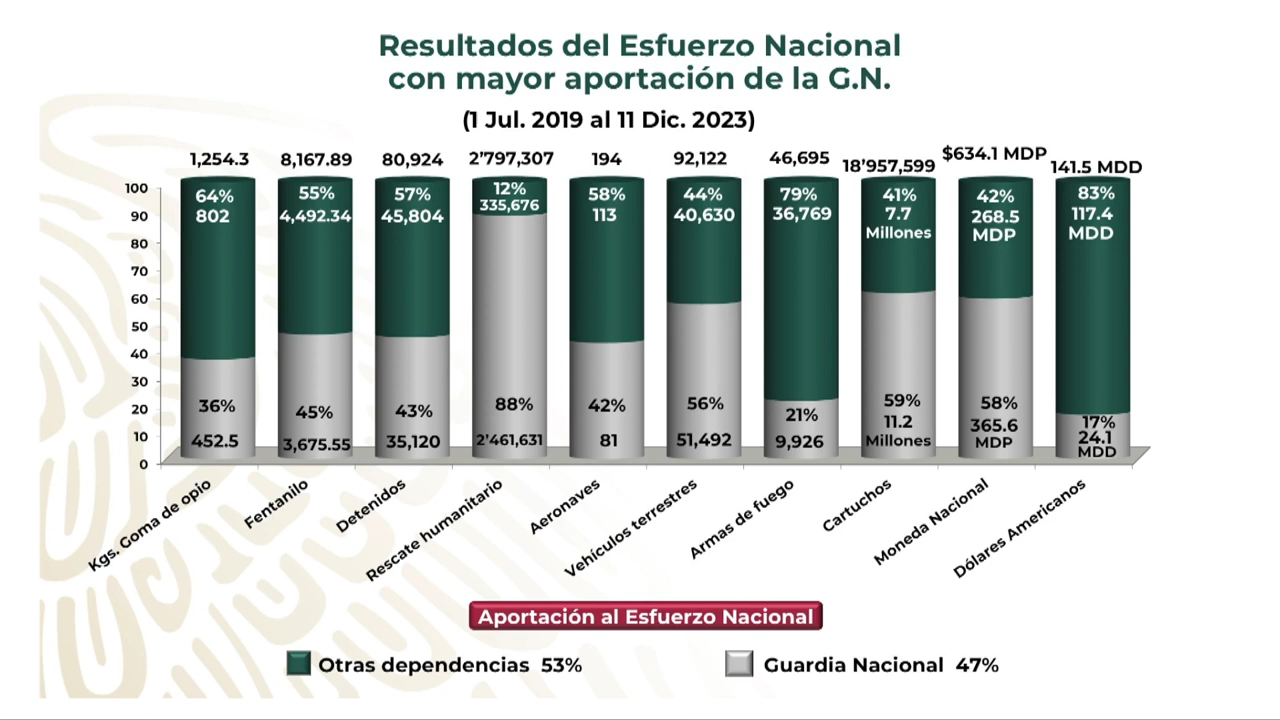 Resultados del Esfuerzo Nacional
con mayor aportación de la G.N.
(1 Jul. 2019 al 11 Dic. 2023)
1,254.3
8,167.89
80,924
2'797,307
194
92,122
46,695
18'957,599
$634.1 MDP
141.5 MDD
100
90
80
70
60
50
40
30
20
10
0
64%
802
36%
452.5
55%
4,492.34
45%
3,675.55
57%
45,804
43%
35,120
12%
335,676
88%
2'461,631
58%
113
42%
81
44%
40,630
56%
51,492
79%
36,769
21%
9,926
41%
7.7
Millones
59%
11.2
Millones
42%
268.5
MDP
58%
365.6
MDP
83%
117.4
MDD
17%
24.1
MDD
Kgs. Goma de opio
Fentanilo
Detenidos
Rescate humanitario
Aeronaves
Vehículos terrestres
Armas de fuego
Cartuchos
Moneda Nacional
Dólares Americanos
Aportación al Esfuerzo Nacional
Otras dependencias 53%
Guardia Nacional 47%